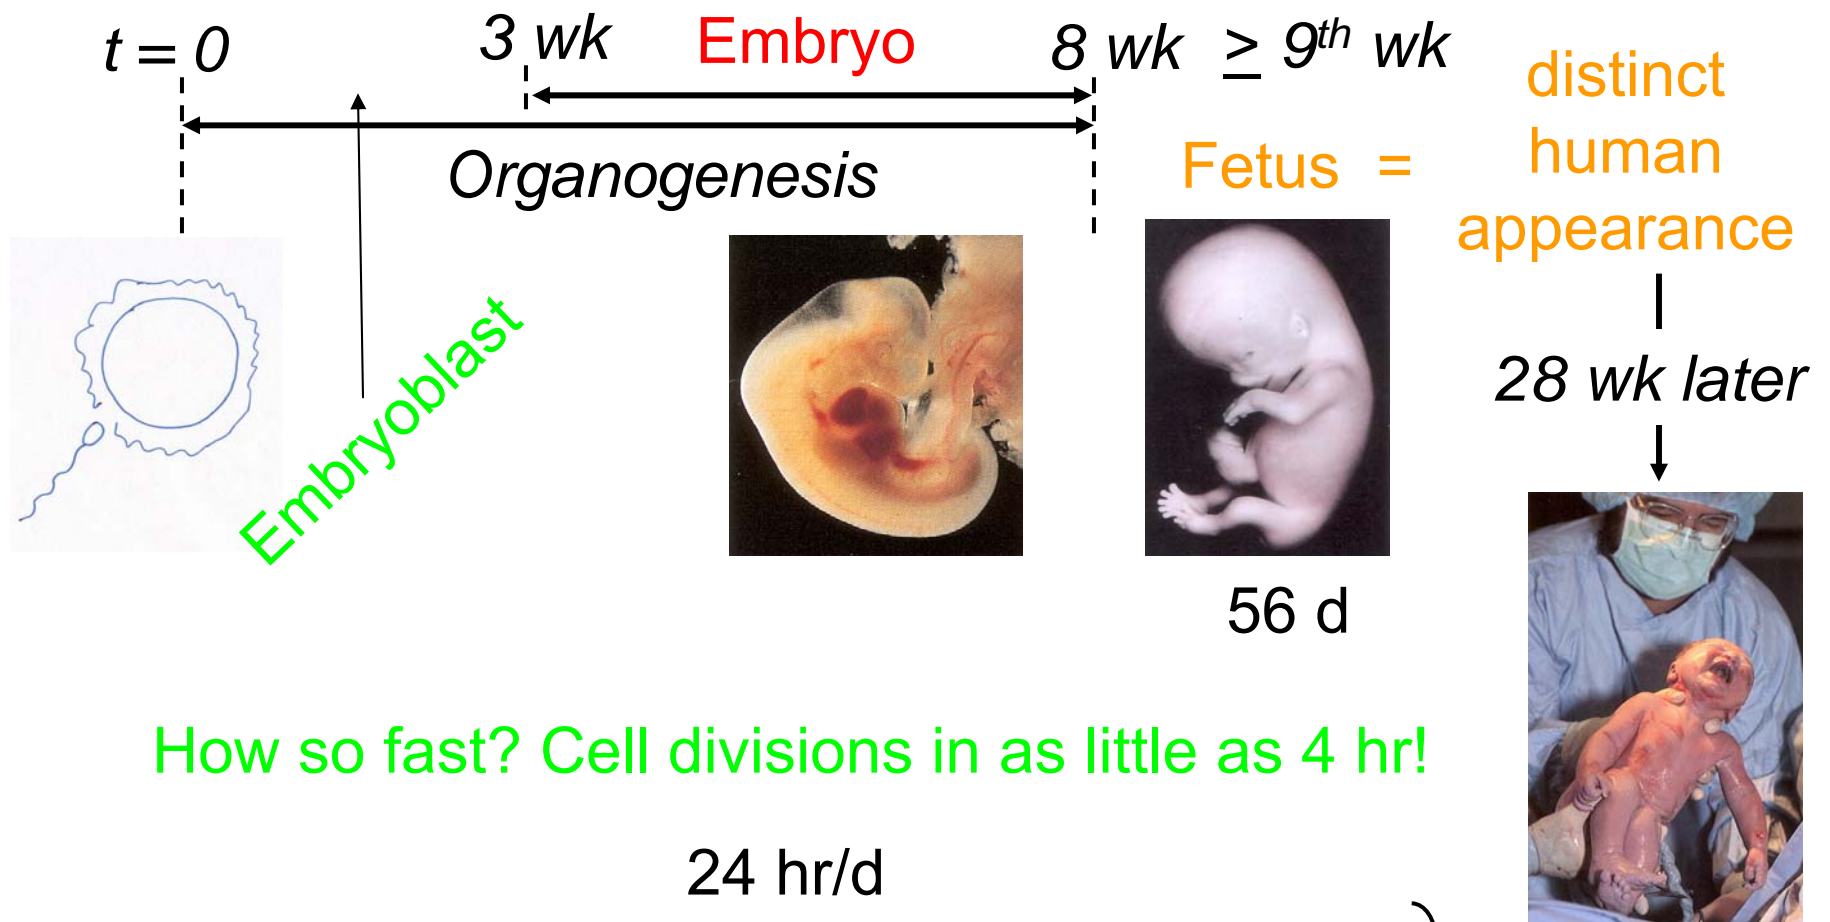 t = 0
3 wk
Embryo
8 wk
≥ 9th wk
Organogenesis
Fetus =
distinct
human
appearance
Embryoblast
28 wk later
56 d
How so fast? Cell divisions in as little as 4 hr!
24 hr/d